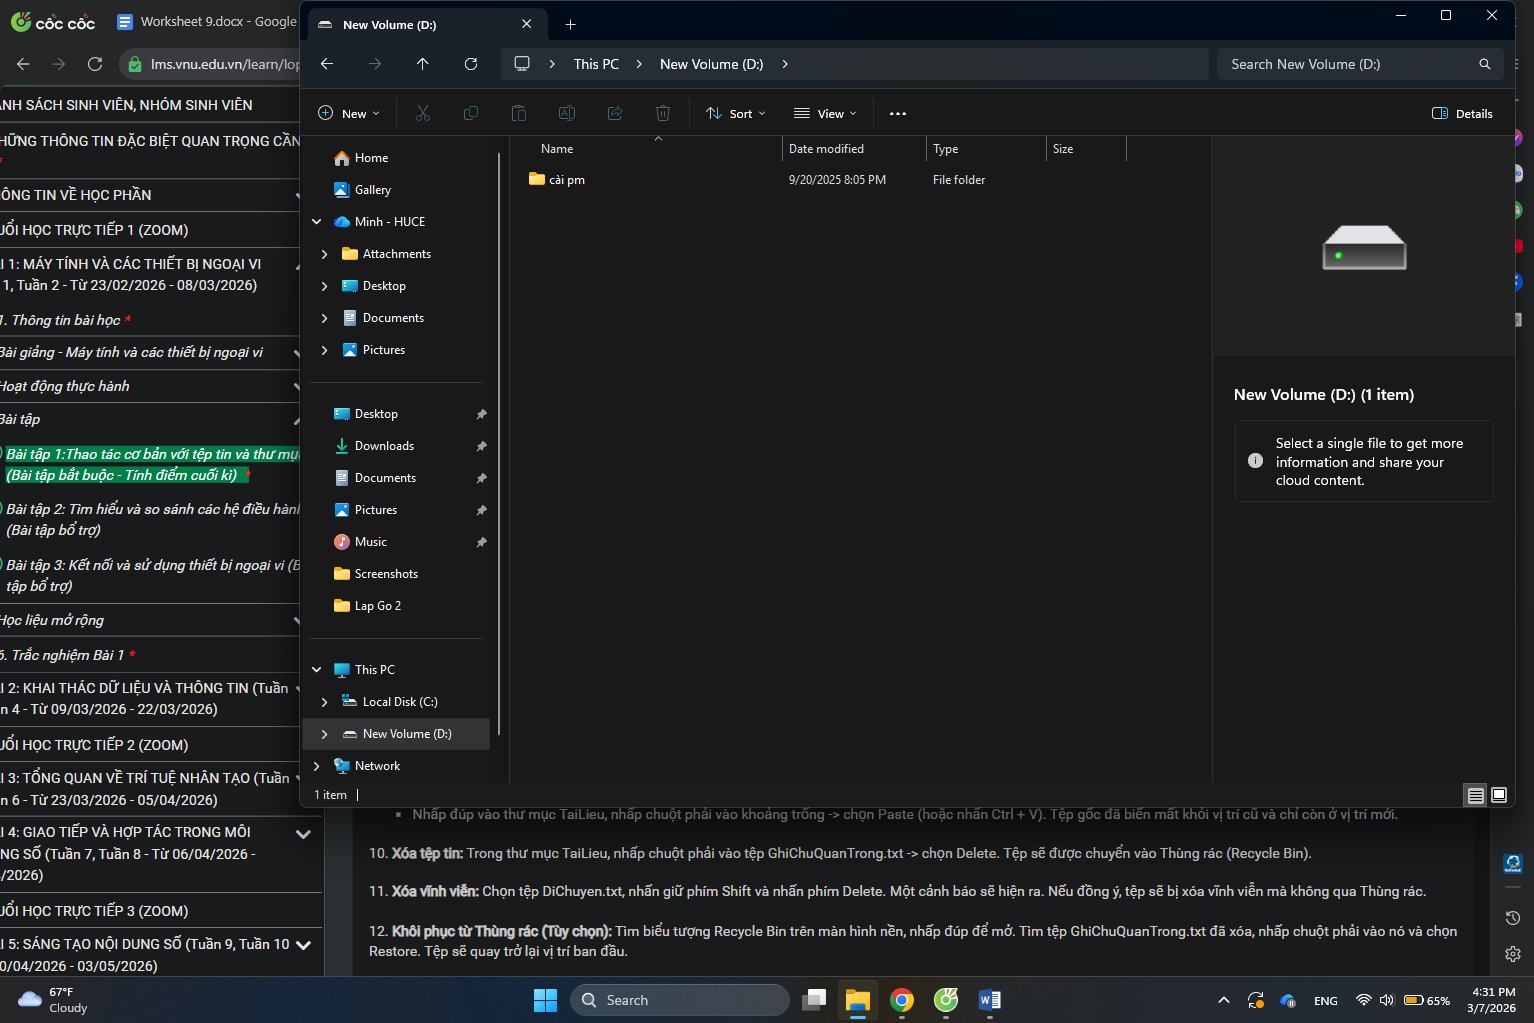 cốc cốc
Worksheet 9.docx - Google
lms.vnu.edu.vn/learn/lop
New Volume (D:)
This PC
New Volume (D:)
Search New Volume (D:)
New
Sort
View
Details
ANH SÁCH SINH VIÊN, NHÓM SINH VIÊN
HỮNG THÔNG TIN ĐẶC BIỆT QUAN TRỌNG CẦN
*
ÔNG TIN VỀ HỌC PHẦN
UỔI HỌC TRỰC TIẾP 1 (ZOOM)
I 1: MÁY TÍNH VÀ CÁC THIẾT BỊ NGOẠI VI
1, Tuần 2 - Từ 23/02/2026 - 08/03/2026)
1. Thông tin bài học *
Bài giảng - Máy tính và các thiết bị ngoại vi
Hoạt động thực hành
Bài tập
Bài tập 1:Thao tác cơ bản với tệp tin và thư mục
(Bài tập bắt buộc - Tính điểm cuối kì) *
Bài tập 2: Tìm hiểu và so sánh các hệ điều hành
(Bài tập bổ trợ)
Bài tập 3: Kết nối và sử dụng thiết bị ngoại vi (B
tập bổ trợ)
Học liệu mở rộng
6. Trắc nghiệm Bài 1 *
I 2: KHAI THÁC DỮ LIỆU VÀ THÔNG TIN (Tuần
n 4 - Từ 09/03/2026 - 22/03/2026)
UỔI HỌC TRỰC TIẾP 2 (ZOOM)
I 3: TỔNG QUAN VỀ TRÍ TUỆ NHÂN TẠO (Tuần
n 6 - Từ 23/03/2026 - 05/04/2026)
I 4: GIAO TIẾP VÀ HỢP TÁC TRONG MÔI
NG SỐ (Tuần 7, Tuần 8 - Từ 06/04/2026 -
/2026)
UỔI HỌC TRỰC TIẾP 3 (ZOOM)
I 5: SÁNG TẠO NỘI DUNG SỐ (Tuần 9, Tuần 10
0/04/2026 - 03/05/2026)
Home
Gallery
Minh - HUCE
Attachments
Desktop
Documents
Pictures
Desktop
Downloads
Documents
Pictures
Music
Screenshots
Lap Go 2
This PC
Local Disk (C:)
New Volume (D:)
Network
1 item
Name
Date modified
Type
Size
cài pm
9/20/2025 8:05 PM
File folder
New Volume (D:) (1 item)
Select a single file to get more
information and share your
cloud content.
Nhấp đúp vào thư mục TaiLieu, nhấp chuột phải vào khoảng trống -> chọn Paste (hoặc nhấn Ctrl + V). Tệp gốc đã biến mất khỏi vị trí cũ và chỉ còn ở vị trí mới.
10. Xóa tệp tin: Trong thư mục TaiLieu, nhấp chuột phải vào tệp GhiChuQuanTrong.txt -> chọn Delete. Tệp sẽ được chuyển vào Thùng rác (Recycle Bin).
11. Xóa vĩnh viễn: Chọn tệp DiChuyen.txt, nhấn giữ phím Shift và nhấn phím Delete. Một cảnh báo sẽ hiện ra. Nếu đồng ý, tệp sẽ bị xóa vĩnh viễn mà không qua Thùng rác.
12. Khôi phục từ Thùng rác (Tùy chọn): Tìm biểu tượng Recycle Bin trên màn hình nền, nhấp đúp để mở. Tìm tệp GhiChuQuanTrong.txt đã xóa, nhấp chuột phải vào nó và chọn
Restore. Tệp sẽ quay trở lại vị trí ban đầu.
67°F
Cloudy
Search
ENG
65%
4:31 PM
3/7/2026